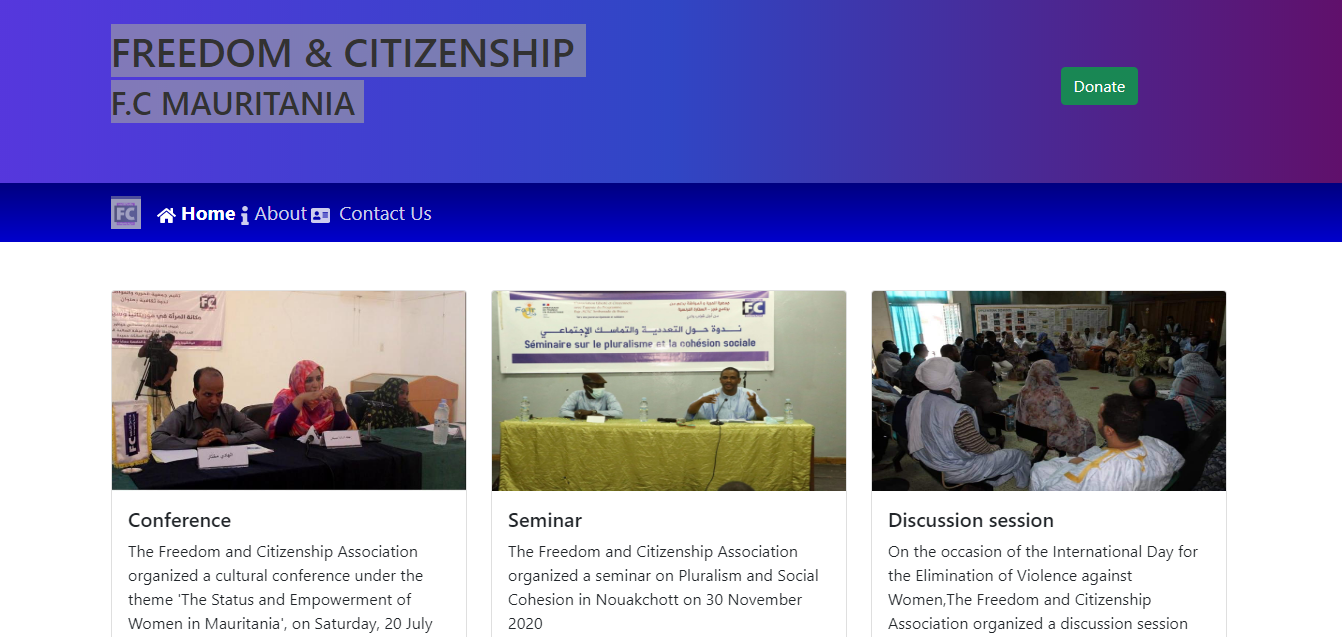 FREEDOM & CITIZENSHIP
F.C MAURITANIA
Donate
FC
Home
About
Contact Us
FC
مكانة المرأة في موريتانيا
FC
FC
ندوة حول التعددية والتماسك الإجتماعي
Séminaire sur le pluralisme et la cohésion sociale
Conference
The Freedom and Citizenship Association
organized a cultural conference under the
theme 'The Status and Empowerment of
Women in Mauritania', on Saturday, 20 July
Seminar
The Freedom and Citizenship Association
organized a seminar on Pluralism and Social
Cohesion in Nouakchott on 30 November
2020
Discussion session
On the occasion of the International Day for
the Elimination of Violence against
Women,The Freedom and Citizenship
Association organized a discussion session